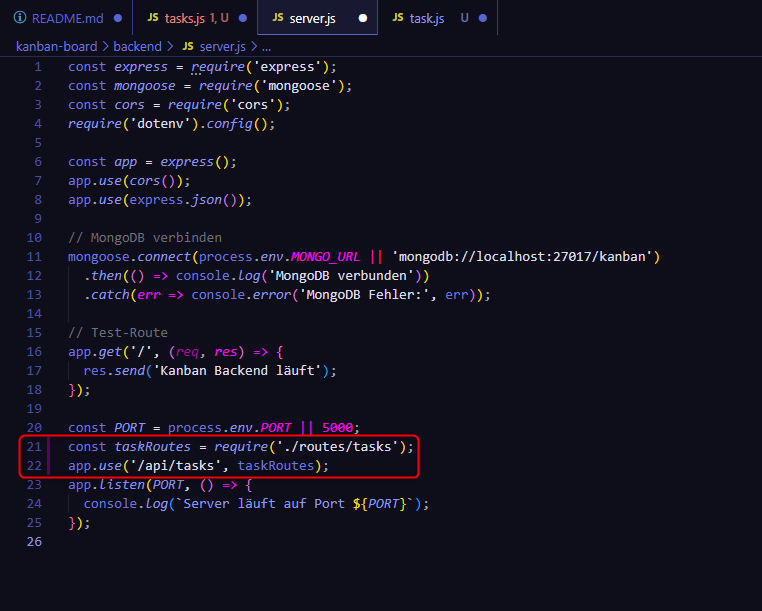 README.md
JS tasks.js 1, U
JS server.js
JS task.js U
kanban-board > backend > JS server.js > ...
1 const express = require('express');
2 const mongoose = require('mongoose');
3 const cors = require('cors');
4 require('dotenv').config();
5
6 const app = express();
7 app.use(cors());
8 app.use(express.json());
9
10 // MongoDB verbinden
11 mongoose.connect(process.env.MONGO_URL || 'mongodb://localhost:27017/kanban')
12 .then(() => console.log('MongoDB verbunden'))
13 .catch(err => console.error('MongoDB Fehler:', err));
14
15 // Test-Route
16 app.get('/', (req, res) => {
17 res.send('Kanban Backend läuft');
18 });
19
20 const PORT = process.env.PORT || 5000;
21 const taskRoutes = require('./routes/tasks');
22 app.use('/api/tasks', taskRoutes);
23 app.listen(PORT, () => {
24 console.log(`Server läuft auf Port ${PORT}`);
25 });
26